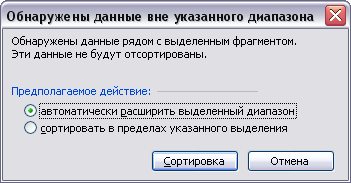 Обнаружены данные вне указанного диапазона
Обнаружены данные рядом с выделенным фрагментом.
Эти данные не будут отсортированы.
Предполагаемое действие:
автоматически расширить выделенный диапазон
сортировать в пределах указанного выделения
Сортировка
Отмена